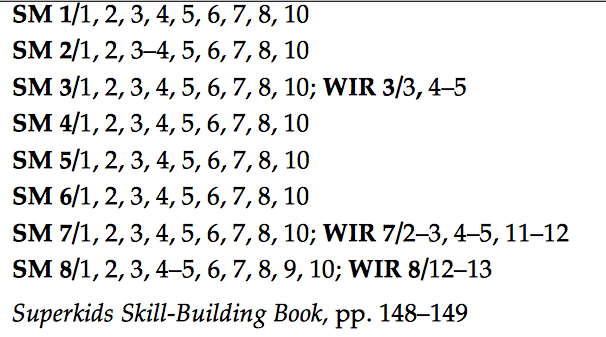 SM 1/1, 2, 3, 4, 5, 6, 7, 8, 10
SM 2/1, 2, 3–4, 5, 6, 7, 8, 10
SM 3/1, 2, 3, 4, 5, 6, 7, 8, 10; WIR 3/3, 4–5
SM 4/1, 2, 3, 4, 5, 6, 7, 8, 10
SM 5/1, 2, 3, 4, 5, 6, 7, 8, 10
SM 6/1, 2, 3, 4, 5, 6, 7, 8, 10
SM 7/1, 2, 3, 4, 5, 6, 7, 8, 10; WIR 7/2–3, 4–5, 11–12
SM 8/1, 2, 3, 4–5, 6, 7, 8, 9, 10; WIR 8/12–13
Superkids Skill-Building Book, pp. 148–149